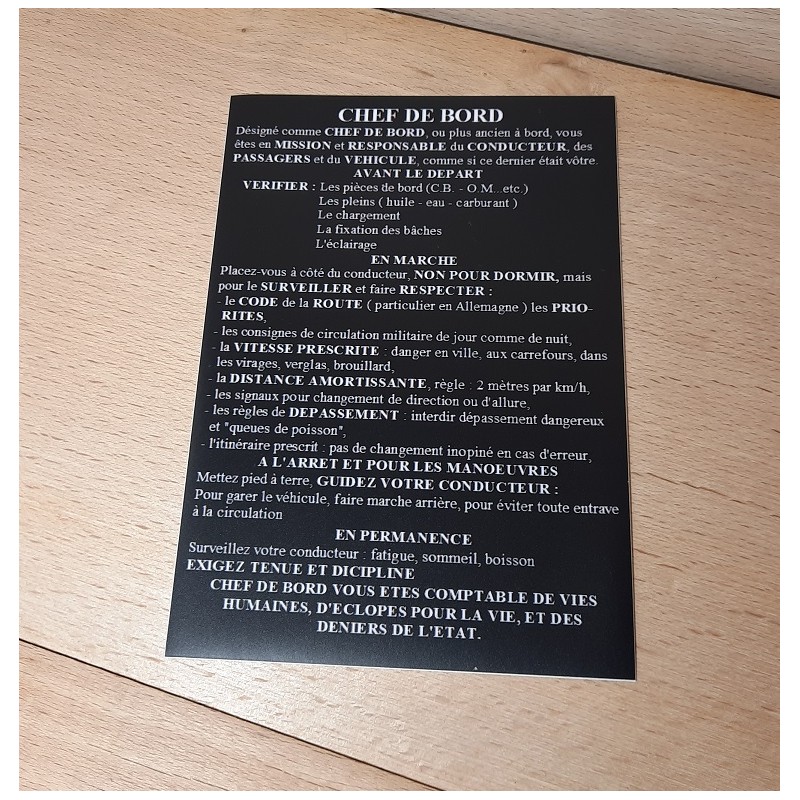 CHEF DE BORD
Désigné comme CHEF DE BORD, ou plus ancien à bord, vous
êtes en MISSION et RESPONSABLE du CONDUCTEUR, des
PASSAGERS et du VEHICULE, comme si ce dernier était vôtre.
AVANT LE DEPART
VERIFIER : Les pièces de bord (C.B. - O.M...etc.)
Les pleins ( huile - eau - carburant )
Le chargement
La fixation des bâches
L'éclairage
EN MARCHE
Placez-vous à côté du conducteur, NON POUR DORMIR, mais
pour le SURVEILLER et faire RESPECTER :
- le CODE de la ROUTE ( particulier en Allemagne ) les PRIO-
RITES,
- les consignes de circulation militaire de jour comme de nuit,
- la VITESSE PRESCRITE : danger en ville, aux carrefours, dans
les virages, verglas, brouillard,
- la DISTANCE AMORTISSANTE, règle : 2 mètres par km/h,
- les signaux pour changement de direction ou d'allure,
- les règles de DEPASSEMENT : interdir dépassement dangereux
et "queues de poisson",
- l'itinéraire prescrit : pas de changement inopiné en cas d'erreur,
A L'ARRET ET POUR LES MANOEUVRES
Mettez pied à terre, GUIDEZ VOTRE CONDUCTEUR :
Pour garer le véhicule, faire marche arrière, pour éviter toute entrave
à la circulation
EN PERMANENCE
Surveillez votre conducteur : fatigue, sommeil, boisson
EXIGEZ TENUE ET DICIPLINE
CHEF DE BORD VOUS ETES COMPTABLE DE VIES
HUMAINES, D'ECLOPES POUR LA VIE, ET DES
DENIERS DE L'ETAT.